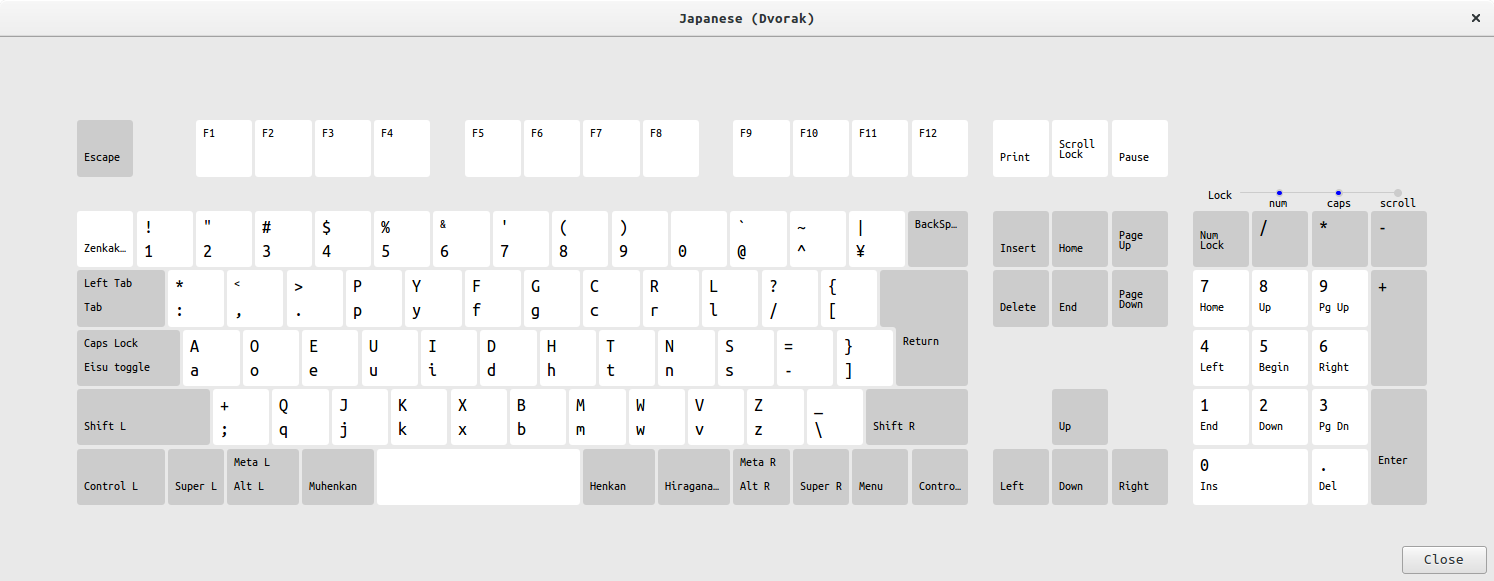 Japanese (Dvorak) ×
F1 F2 F3 F4 F5 F6 F7 F8 F9 F10 F11 F12
Escape Print Scroll Lock Pause
Lock num caps scroll
! " # $ % & ' ( ) ` ~ | BackSp…
Zenkak… 1 2 3 4 5 6 7 8 9 0 @ ^ ¥
Insert Home Page Up Num Lock / * -
Left Tab * < > P Y F G C R L ? {
Tab : , . p y f g c r l / [
Delete End Page Down 7 8 9 +
Home Up Pg Up
Caps Lock A O E U I D H T N S = } Return
Eisu toggle a o e u i d h t n s - ]
4 5 6
Left Begin Right
+ Q J K X B M W V Z _
Shift L ; q j k x b m w v z \ Shift R
Up 1 2 3
End Down Pg Dn
Meta L Meta R
Control L Super L Alt L Muhenkan Henkan Hiragana… Alt R Super R Menu Contro…
Left Down Right 0 . Enter
Ins Del
Close